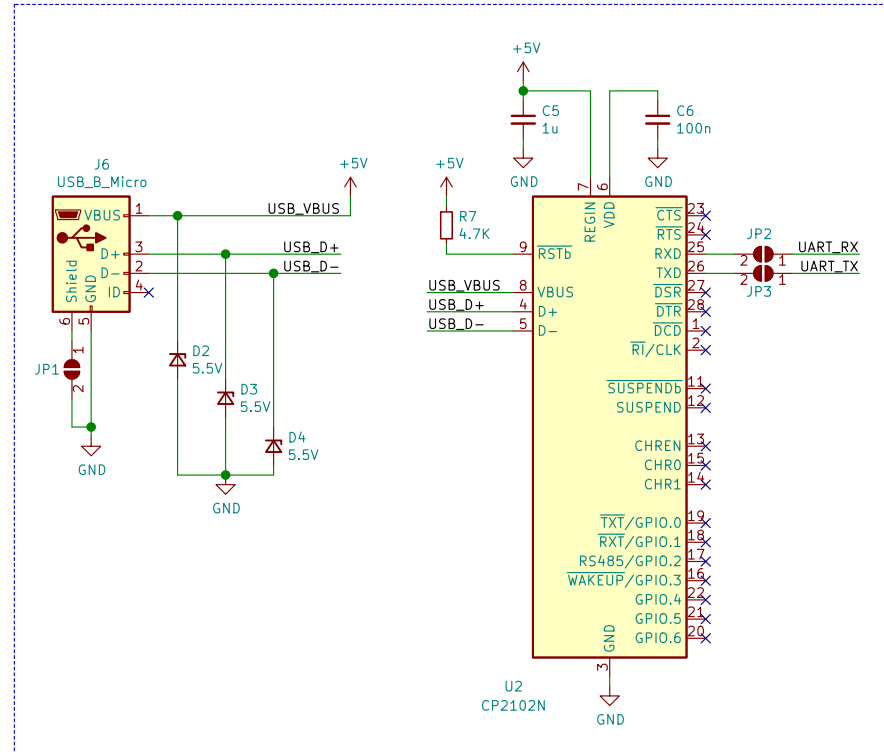 +5V
C5
1u
C6
100n
GND
GND
J6
USB_B_Micro
+5V
+5V
VBUS
1
USB_VBUS
D+
3
USB_D+
D-
2
USB_D-
ID
4
Shield
GND
6
5
JP1
1
2
GND
D2
5.5V
D3
5.5V
D4
5.5V
GND
R7
4.7K
7
6
REGIN
VDD
9
RSTb
USB_VBUS
8
VBUS
USB_D+
4
D+
USB_D-
5
D-
CTS
23
RTS
24
RXD
25
TXD
26
DSR
27
DTR
28
DCD
1
RI/CLK
2
SUSPENDb
11
SUSPEND
12
CHREN
13
CHR0
15
CHR1
14
TXT/GPIO.0
19
RXT/GPIO.1
18
RS485/GPIO.2
17
WAKEUP/GPIO.3
16
GPIO.4
22
GPIO.5
21
GPIO.6
20
GND
3
JP2
2
1
UART_RX
2
1
UART_TX
JP3
U2
CP2102N
GND